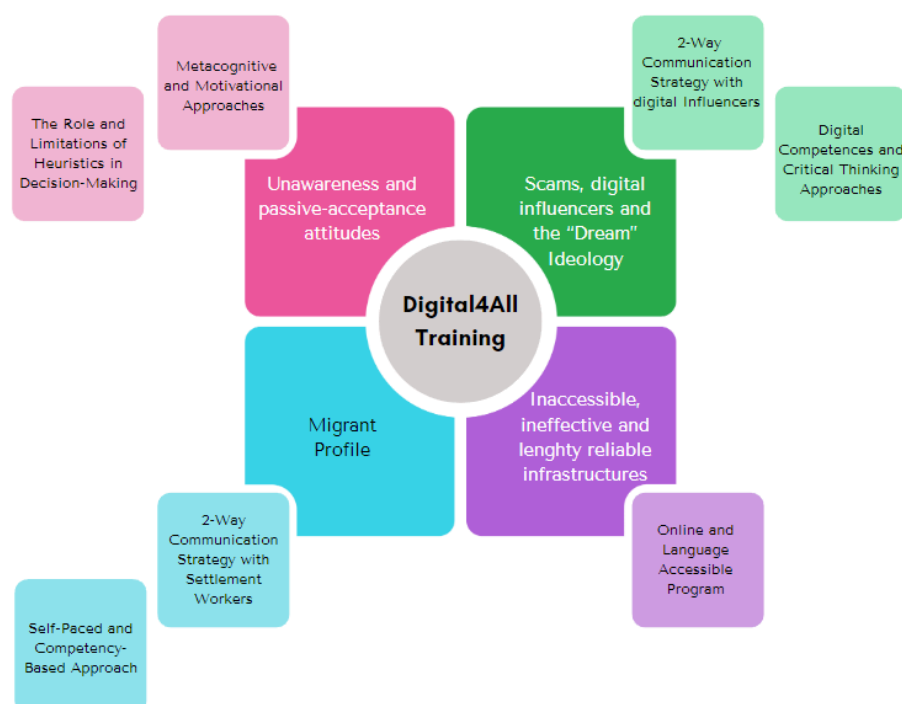 Metacognitive
and Motivational
Approaches
The Role and
Limitations of
Heuristics in
Decision-Making
Unawareness and
passive-acceptance
attitudes
2-Way
Communication
Strategy with
digital Influencers
Digital
Competences and
Critical Thinking
Approaches
Scams, digital
influencers and
the “Dream”
Ideology
Digital4All
Training
Migrant
Profile
2-Way
Communication
Strategy with
Settlement
Workers
Self-Paced and
Competency-
Based Approach
Inaccessible,
ineffective and
lenghty reliable
infrastructures
Online and
Language
Accessible
Program